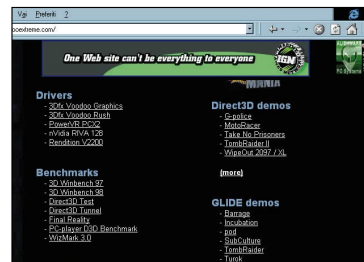 Vai Preferiti ?
ocextreme.com/
One Web site can't be everything to everyone
IGN
ALIENWARE
PC Systems
MANIA
Drivers
- 3Dfx Voodoo Graphics
- 3Dfx Voodoo Rush
- PowerVR PCX2
- nVidia RIVA 128
- Rendition V2200
Benchmarks
- 3D Winbench 97
- 3D Winbench 98
- Direct3D Test
- Direct3D Tunnel
- Final Reality
- PC-player D3D Benchmark
- WizMark 3.0
Direct3D demos
- G-police
- MotoRacer
- Take No Prisoners
- TombRaider II
- WipeOut 2097 / XL
(more)
GLIDE demos
- Barrage
- Incubation
- pod
- SubCulture
- TombRaider
- Turok